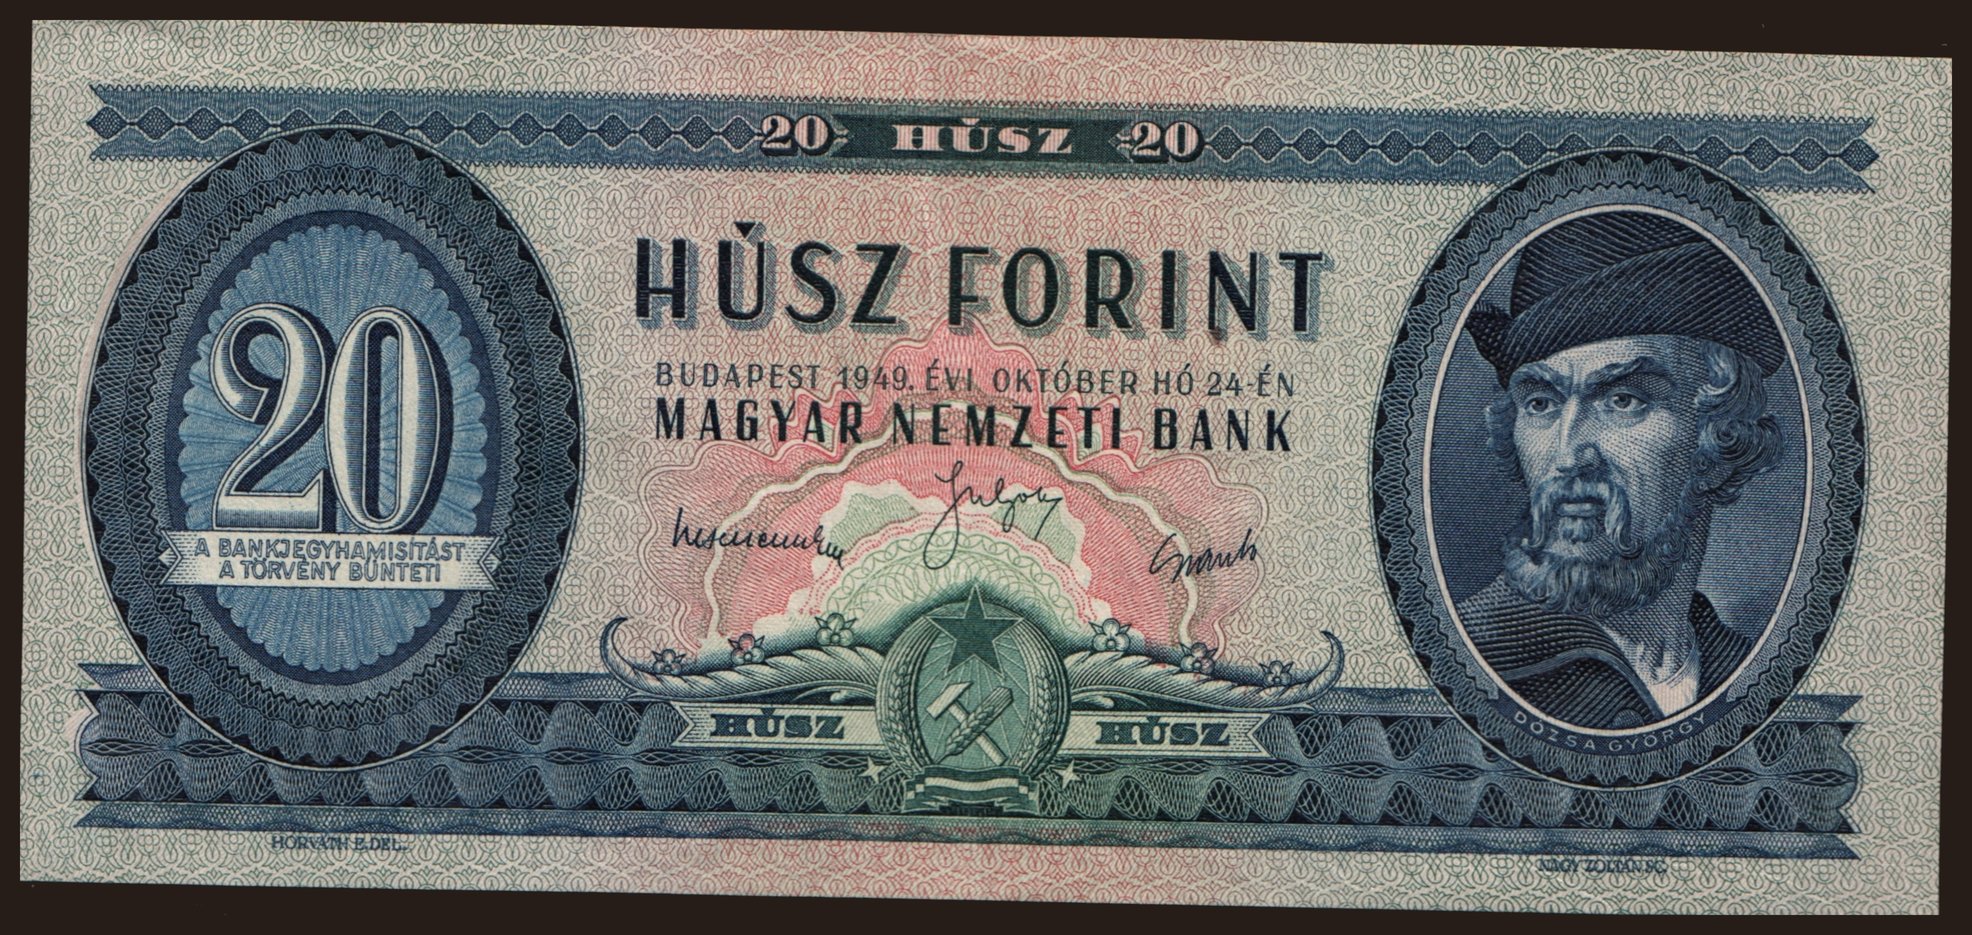 20 HÚSZ 20
HÚSZ FORINT
BUDAPEST 1949. ÉVI OKTÓBER HÓ 24-ÉN
MAGYAR NEMZETI BANK
20
A BANKJEGYHAMISÍTÁST
A TÖRVÉNY BÜNTETI
HÚSZ HÚSZ
DÓZSA GYÖRGY
HORVÁTH E. DEL.
NAGY ZOLTÁN SC.